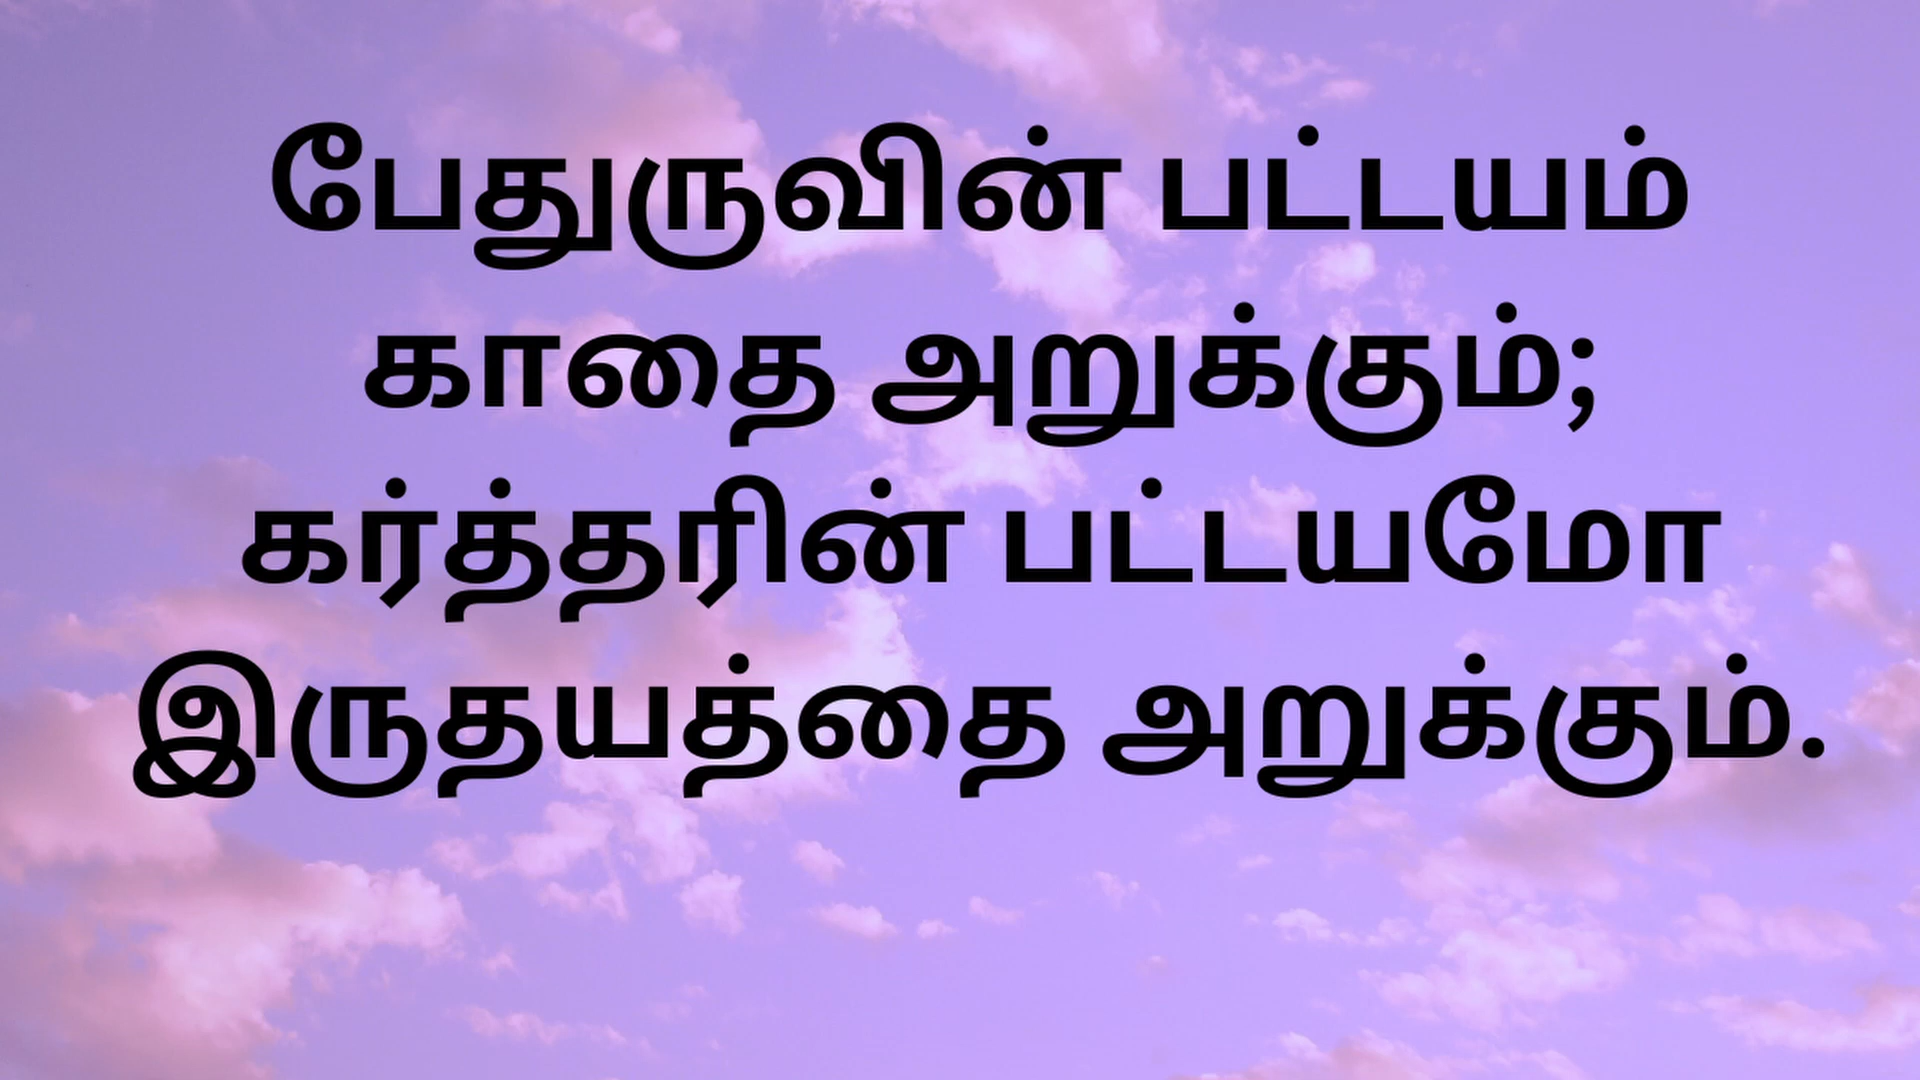 பேதுருவின் பட்டயம்
காதை அறுக்கும்;
கர்த்தரின் பட்டயமோ
இருதயத்தை அறுக்கும்.